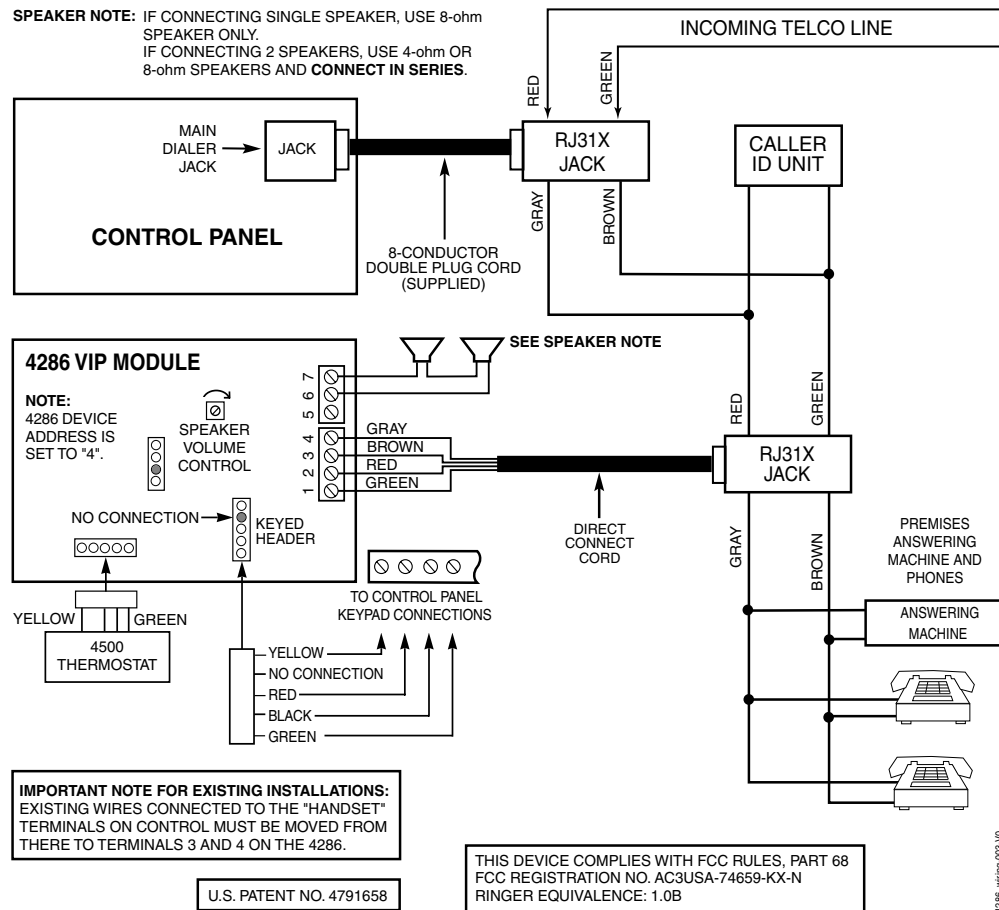 SPEAKER NOTE: IF CONNECTING SINGLE SPEAKER, USE 8-ohm
SPEAKER ONLY.
IF CONNECTING 2 SPEAKERS, USE 4-ohm OR
8-ohm SPEAKERS AND CONNECT IN SERIES.
INCOMING TELCO LINE
RED
GREEN
MAIN
DIALER
JACK
JACK
RJ31X
JACK
CALLER
ID UNIT
CONTROL PANEL
GRAY
BROWN
8-CONDUCTOR
DOUBLE PLUG CORD
(SUPPLIED)
4286 VIP MODULE
SEE SPEAKER NOTE
NOTE:
4286 DEVICE
ADDRESS IS
SET TO "4".
SPEAKER
VOLUME
CONTROL
7
6
5
4
3
2
1
GRAY
BROWN
RED
GREEN
RED
GREEN
RJ31X
JACK
NO CONNECTION
KEYED
HEADER
DIRECT
CONNECT
CORD
GRAY
BROWN
PREMISES
ANSWERING
MACHINE AND
PHONES
TO CONTROL PANEL
KEYPAD CONNECTIONS
ANSWERING
MACHINE
YELLOW
GREEN
4500
THERMOSTAT
YELLOW
NO CONNECTION
RED
BLACK
GREEN
IMPORTANT NOTE FOR EXISTING INSTALLATIONS:
EXISTING WIRES CONNECTED TO THE "HANDSET"
TERMINALS ON CONTROL MUST BE MOVED FROM
THERE TO TERMINALS 3 AND 4 ON THE 4286.
U.S. PATENT NO. 4791658
THIS DEVICE COMPLIES WITH FCC RULES, PART 68
FCC REGISTRATION NO. AC3USA-74659-KX-N
RINGER EQUIVALENCE: 1.0B